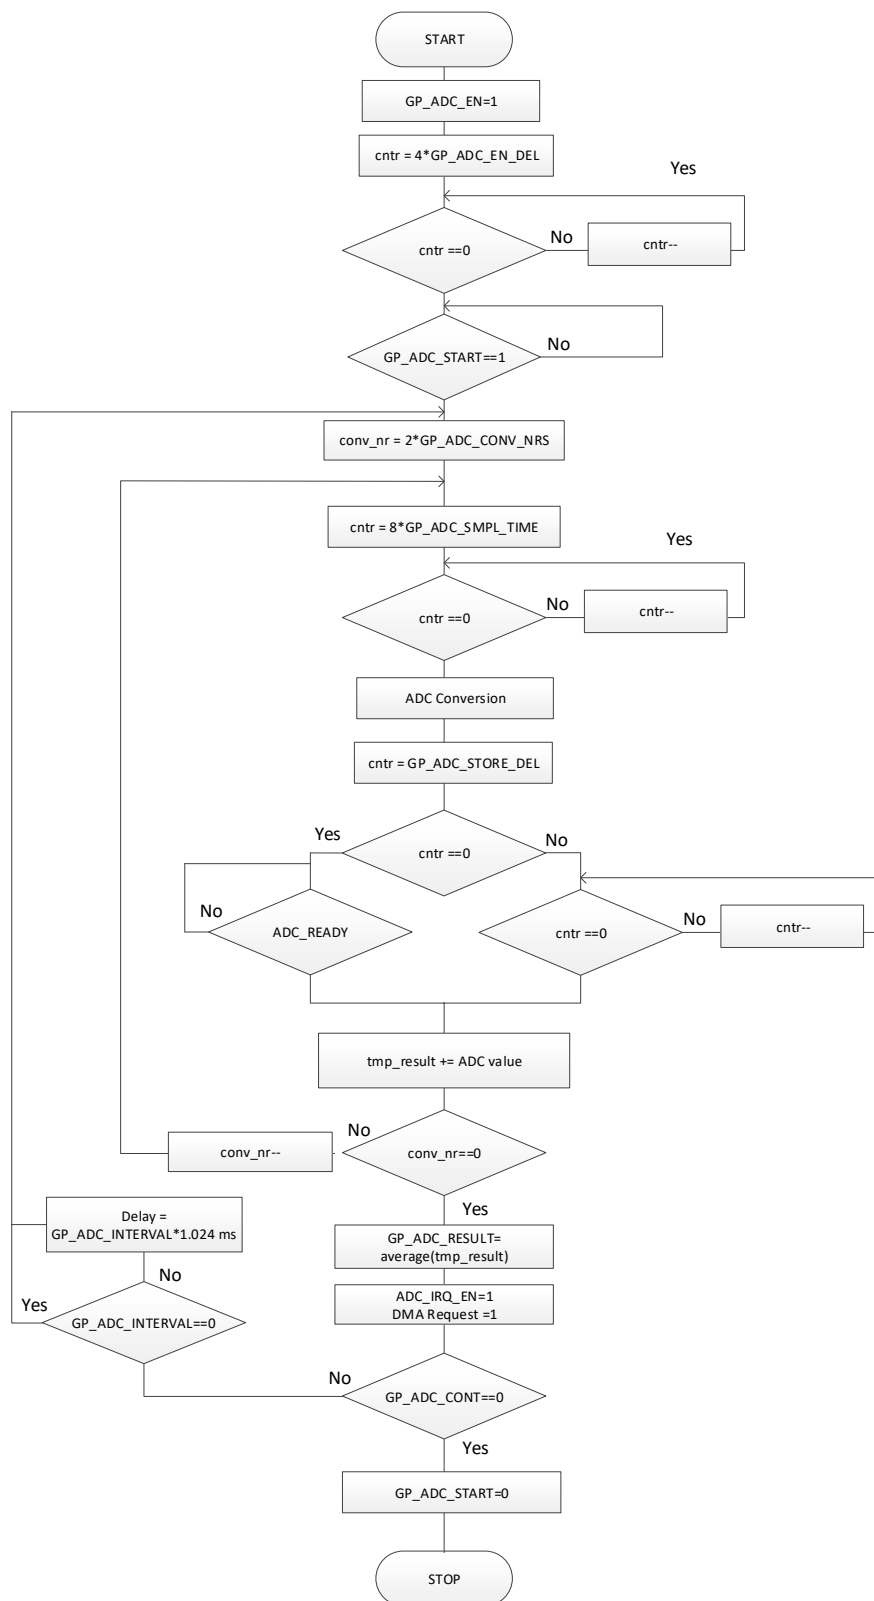 START
GP_ADC_EN=1
cntr = 4*GP_ADC_EN_DEL
Yes
cntr ==0
No
cntr--
GP_ADC_START==1
No
conv_nr = 2*GP_ADC_CONV_NRS
cntr = 8*GP_ADC_SMPL_TIME
Yes
cntr ==0
No
cntr--
ADC Conversion
cntr = GP_ADC_STORE_DEL
Yes
cntr ==0
No
No
ADC_READY
cntr ==0
No
cntr--
tmp_result += ADC value
conv_nr--
No
conv_nr==0
Yes
Delay =
GP_ADC_INTERVAL*1.024 ms
GP_ADC_RESULT=
average(tmp_result)
No
ADC_IRQ_EN=1
DMA Request =1
Yes
GP_ADC_INTERVAL==0
No
GP_ADC_CONT==0
Yes
GP_ADC_START=0
STOP